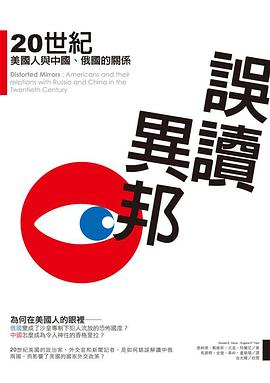 20世紀
美國人與中國、俄國的關係
Distorted Mirrors : Americans and their
relations with Russia and China in the
Twentieth Century
誤讀
異邦
為何在美國人的眼裡──
俄國變成了沙皇專制下犯人流放的恐怖國度？
中國怎麼成為令人神往的香格里拉？
20世紀美國的政治家、外交官和新聞記者，是如何錯誤解讀中俄
兩國，而影響了美國的國家外交政策？
Donald E. Davis、Eugene P. Trani